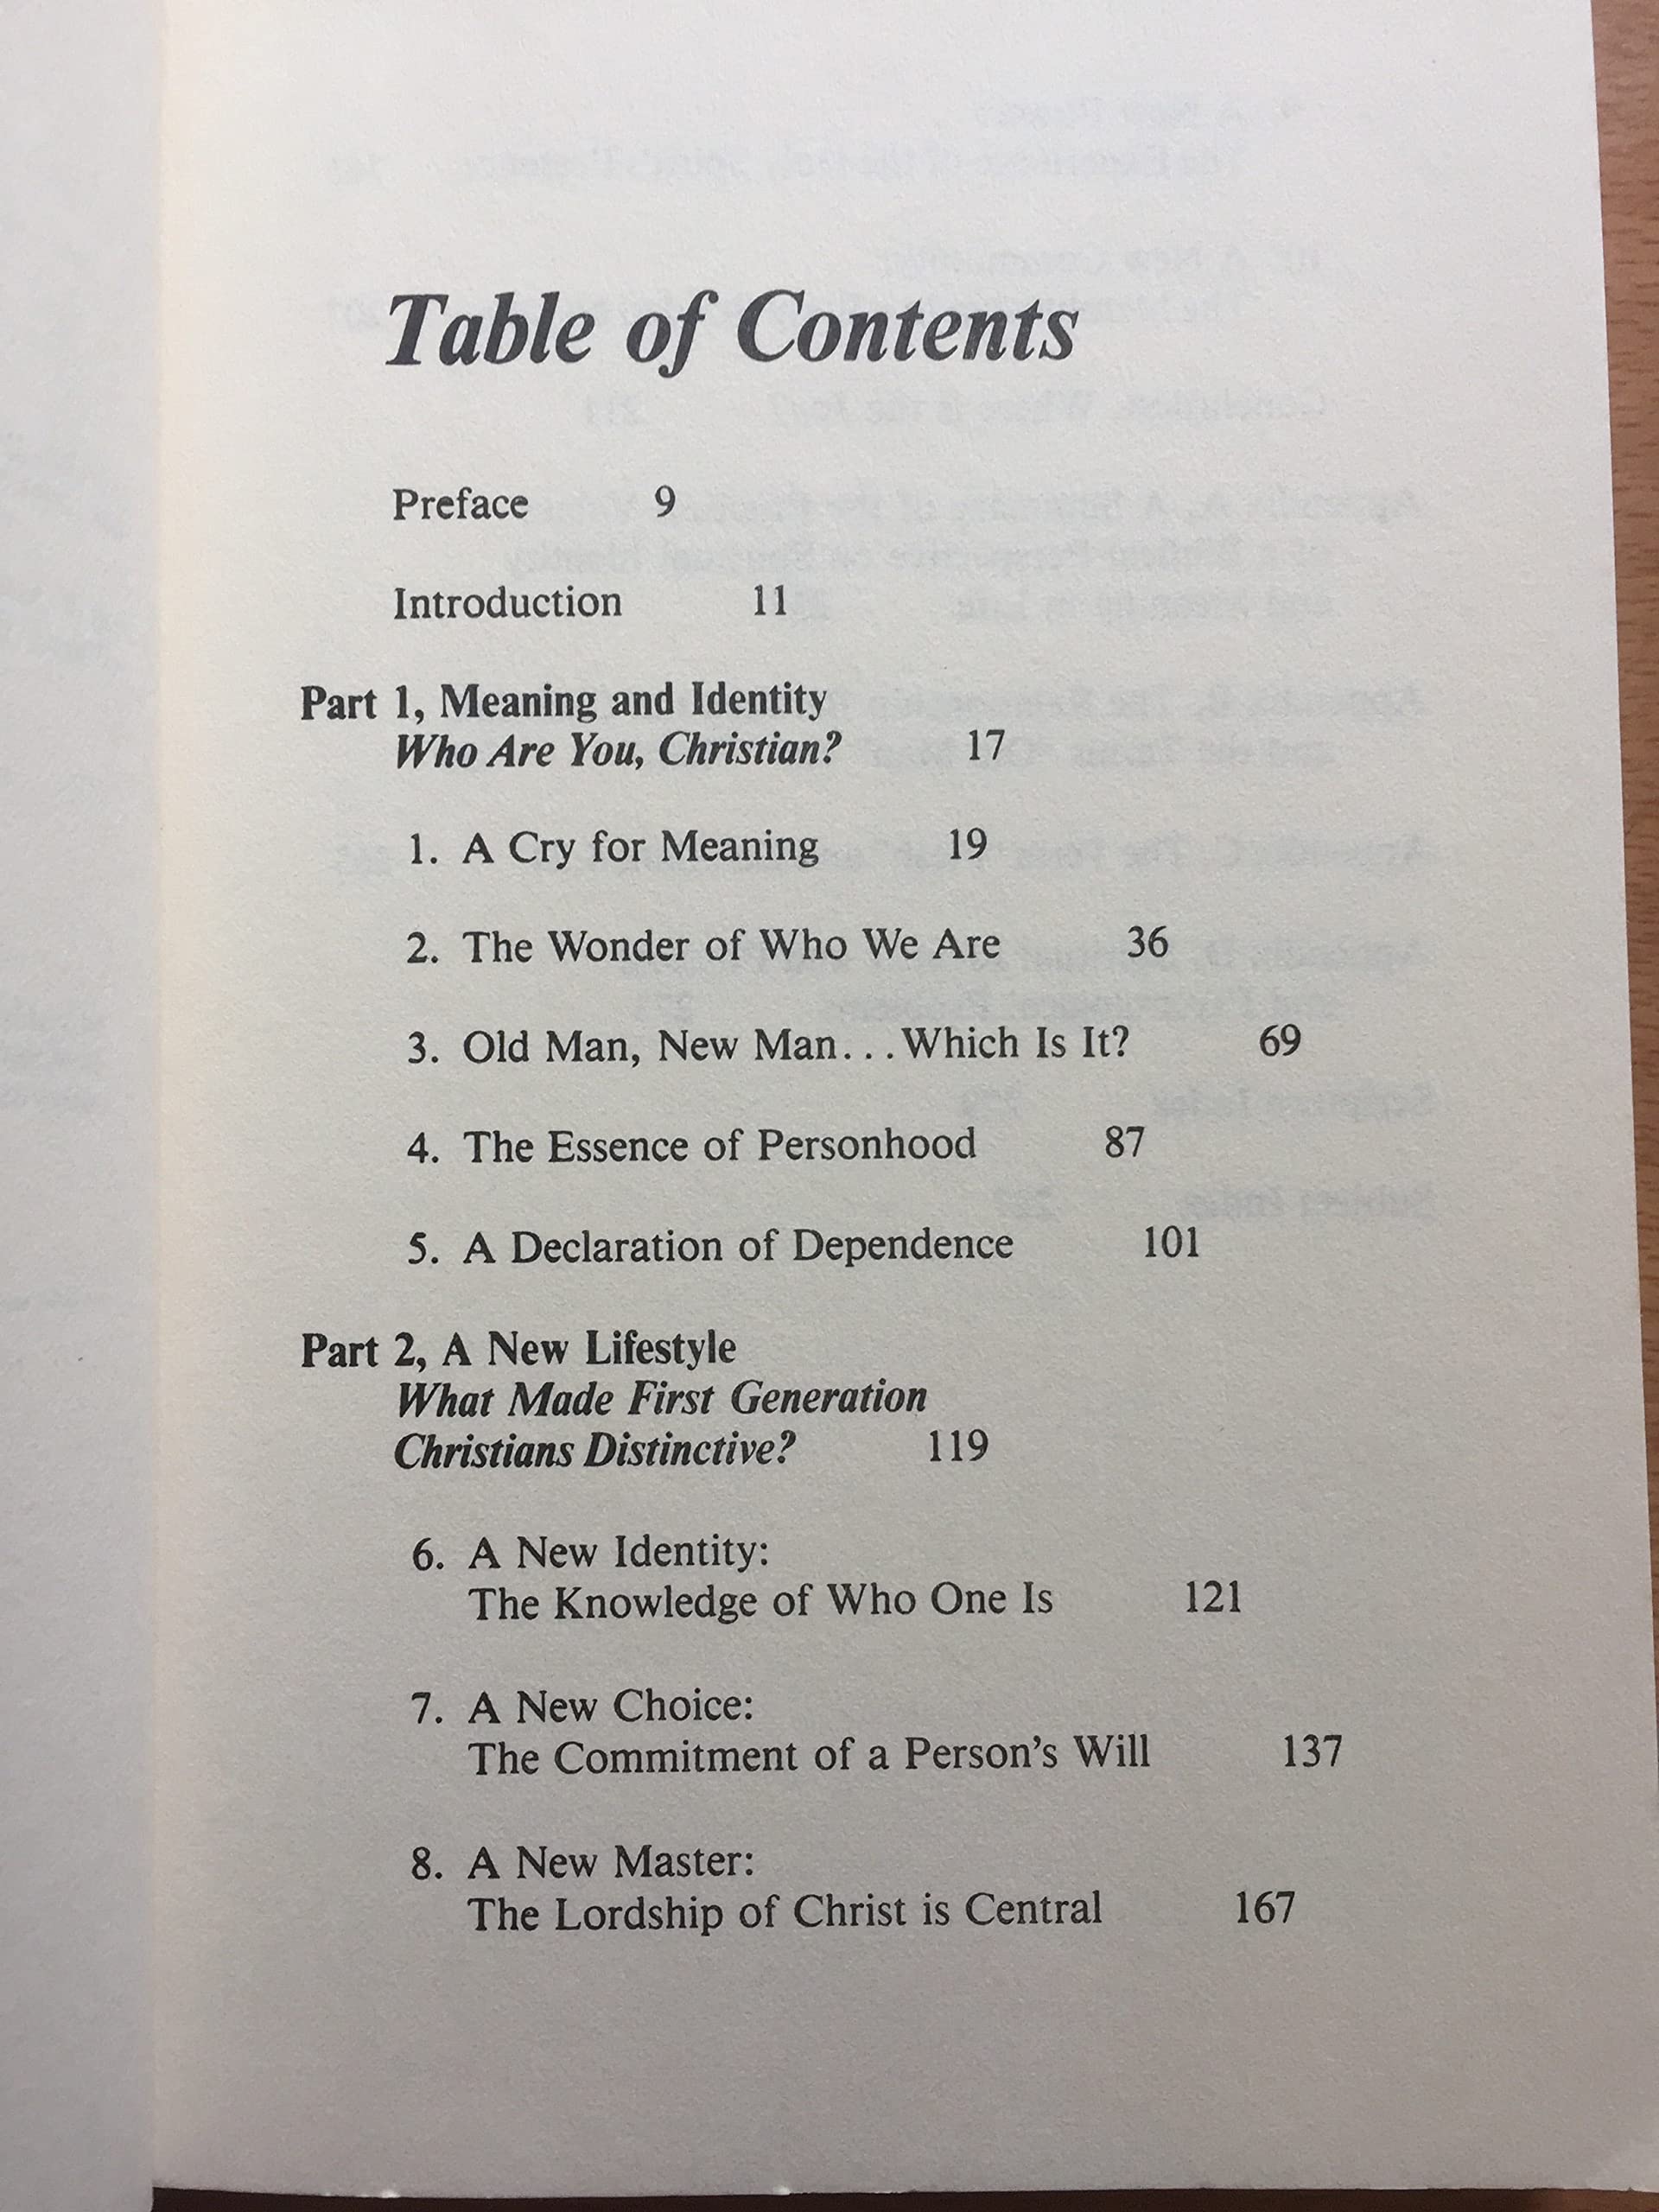 Table of Contents
Preface 9
Introduction 11
Part 1, Meaning and Identity
Who Are You, Christian? 17
1. A Cry for Meaning 19
2. The Wonder of Who We Are 36
3. Old Man, New Man...Which Is It? 69
4. The Essence of Personhood 87
5. A Declaration of Dependence 101
Part 2, A New Lifestyle
What Made First Generation
Christians Distinctive? 119
6. A New Identity:
The Knowledge of Who One Is 121
7. A New Choice:
The Commitment of a Person's Will 137
8. A New Master:
The Lordship of Christ is Central 167